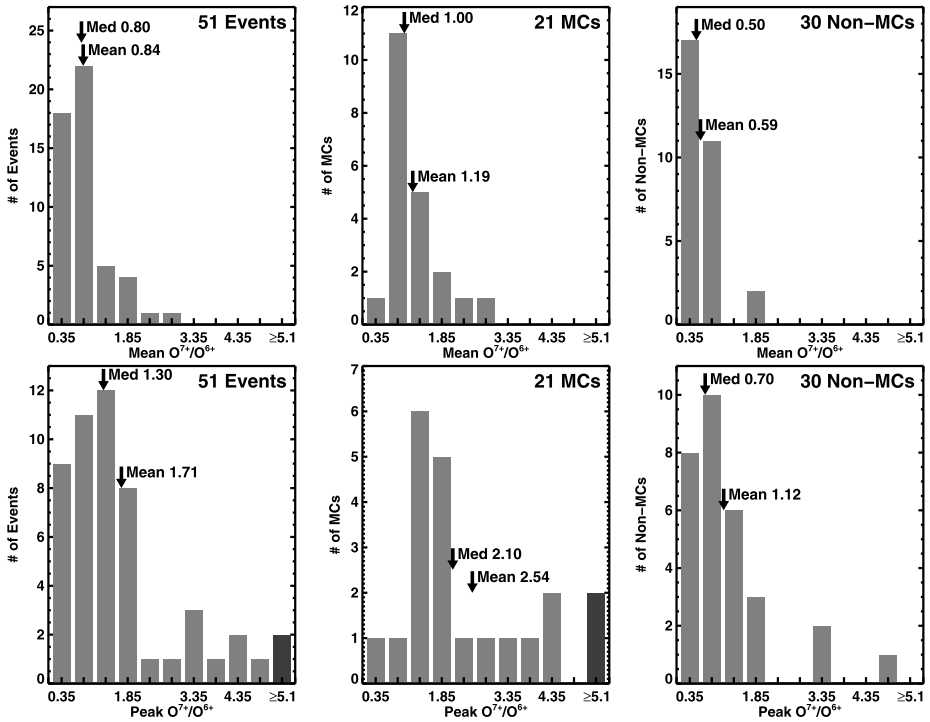 51 Events
Med 0.80
Mean 0.84
25
20
15
10
5
0
# of Events
0.35
1.85
3.35
4.35
≥5.1
Mean O⁷⁺/O⁶⁺
21 MCs
Med 1.00
Mean 1.19
12
10
8
6
4
2
0
# of MCs
0.35
1.85
3.35
4.35
≥5.1
Mean O⁷⁺/O⁶⁺
30 Non−MCs
Med 0.50
Mean 0.59
15
10
5
0
# of Non−MCs
0.35
1.85
3.35
4.35
≥5.1
Mean O⁷⁺/O⁶⁺
51 Events
Med 1.30
Mean 1.71
12
10
8
6
4
2
0
# of Events
0.35
1.85
3.35
4.35
≥5.1
Peak O⁷⁺/O⁶⁺
21 MCs
Med 2.10
Mean 2.54
7
6
5
4
3
2
1
0
# of MCs
0.35
1.85
3.35
4.35
≥5.1
Peak O⁷⁺/O⁶⁺
30 Non−MCs
Med 0.70
Mean 1.12
10
8
6
4
2
0
# of Non−MCs
0.35
1.85
3.35
4.35
≥5.1
Peak O⁷⁺/O⁶⁺